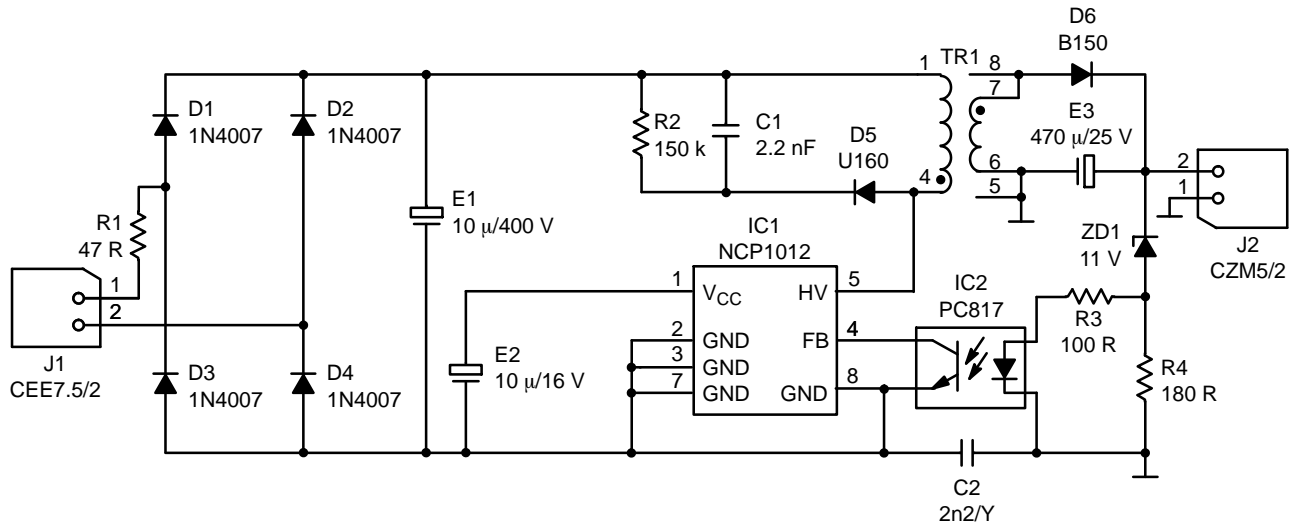 D6
B150
TR1
1
8
7
D1
1N4007
D2
1N4007
R2
150 k
C1
2.2 nF
D5
U160
E3
470 μ/25 V
4
6
5
2
1
J2
CZM5/2
R1
47 R
E1
10 μ/400 V
IC1
NCP1012
ZD1
11 V
1
2
J1
CEE7.5/2
1
VCC
HV
5
IC2
PC817
R3
100 R
2
GND
FB
4
3
GND
7
GND
GND
8
E2
10 μ/16 V
D3
1N4007
D4
1N4007
R4
180 R
C2
2n2/Y